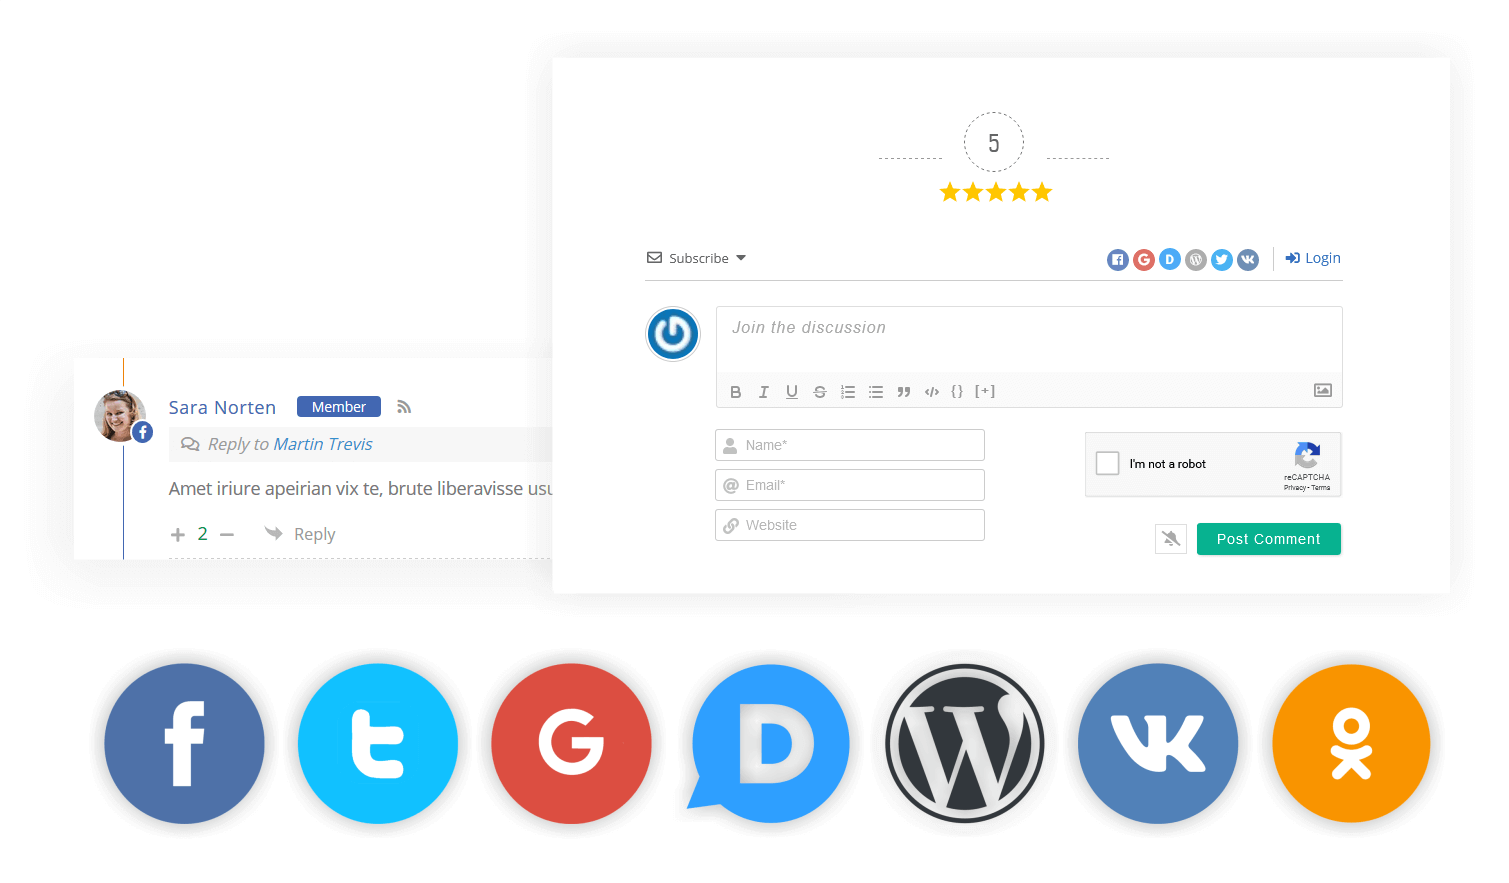 5
Subscribe
Login
Join the discussion
B I U S { } [+]
Name*
Email*
Website
I'm not a robot
reCAPTCHA
Privacy - Terms
Post Comment
Sara Norten Member
Reply to Martin Trevis
Amet iriure apeirian vix te, brute liberavisse usu
+ 2 − Reply